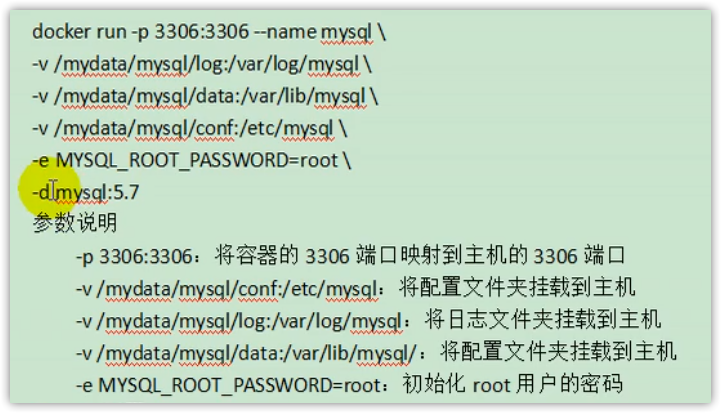 docker run -p 3306:3306 --name mysql \
-v /mydata/mysql/log:/var/log/mysql \
-v /mydata/mysql/data:/var/lib/mysql \
-v /mydata/mysql/conf:/etc/mysql \
-e MYSQL_ROOT_PASSWORD=root \
-d mysql:5.7
参数说明
-p 3306:3306：将容器的 3306 端口映射到主机的 3306 端口
-v /mydata/mysql/conf:/etc/mysql：将配置文件夹挂载到主机
-v /mydata/mysql/log:/var/log/mysql：将日志文件夹挂载到主机
-v /mydata/mysql/data:/var/lib/mysql/：将配置文件夹挂载到主机
-e MYSQL_ROOT_PASSWORD=root：初始化 root 用户的密码